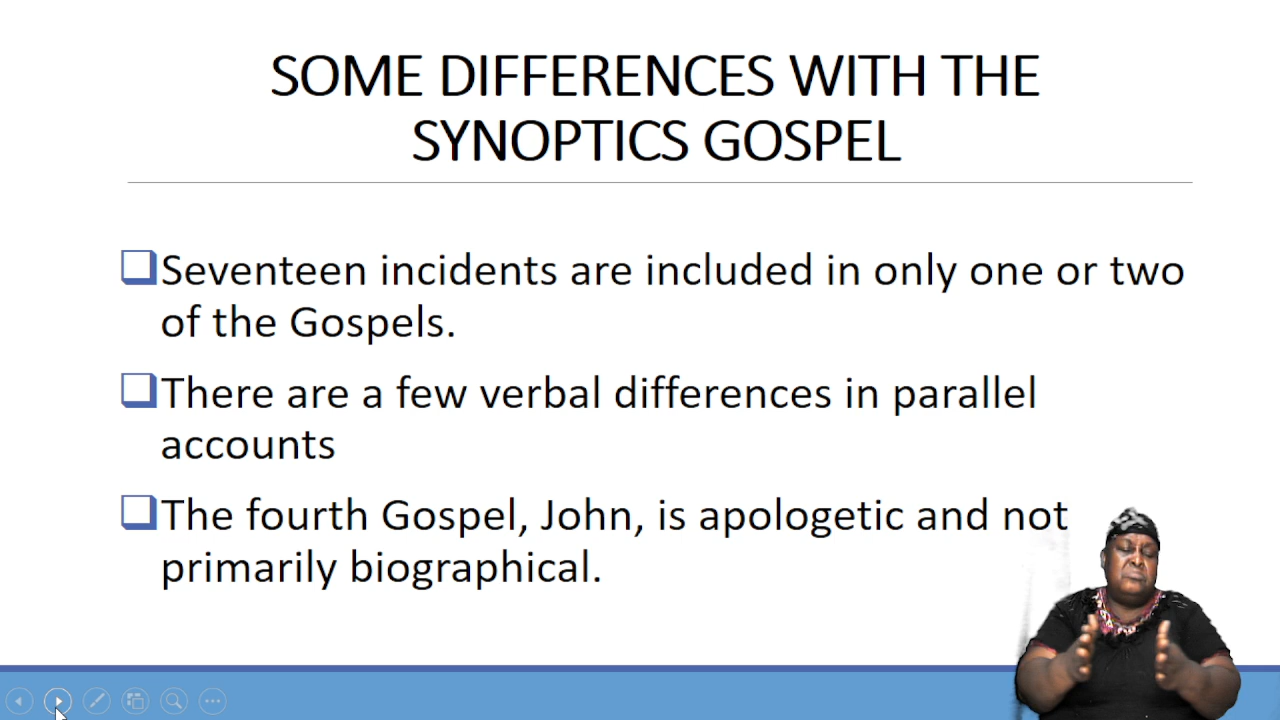 SOME DIFFERENCES WITH THE
SYNOPTICS GOSPEL
Seventeen incidents are included in only one or two
of the Gospels.
There are a few verbal differences in parallel
accounts
The fourth Gospel, John, is apologetic and not
primarily biographical.